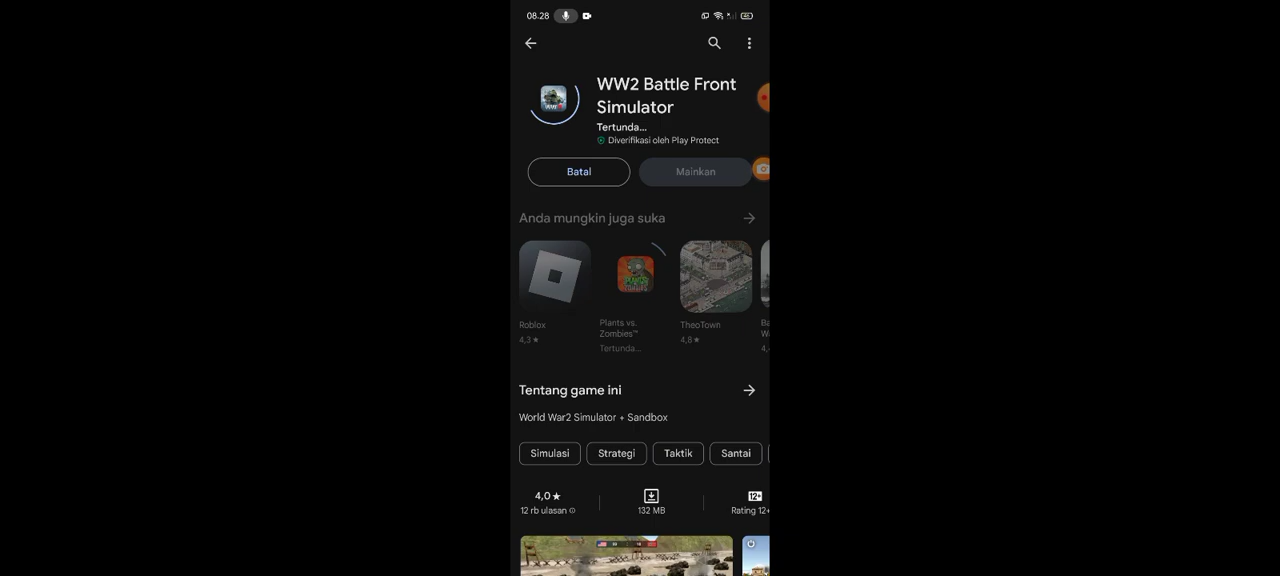 08.28
WW2 Battle Front
Simulator
Tertunda...
Diverifikasi oleh Play Protect
Batal
Mainkan
Anda mungkin juga suka
Roblox
4,3 ★
Plants vs.
Zombies™
Tertunda...
TheoTown
4,8 ★
Tentang game ini
World War2 Simulator + Sandbox
Simulasi
Strategi
Taktik
Santai
4,0 ★
12 rb ulasan
132 MB
12+
Rating 12+